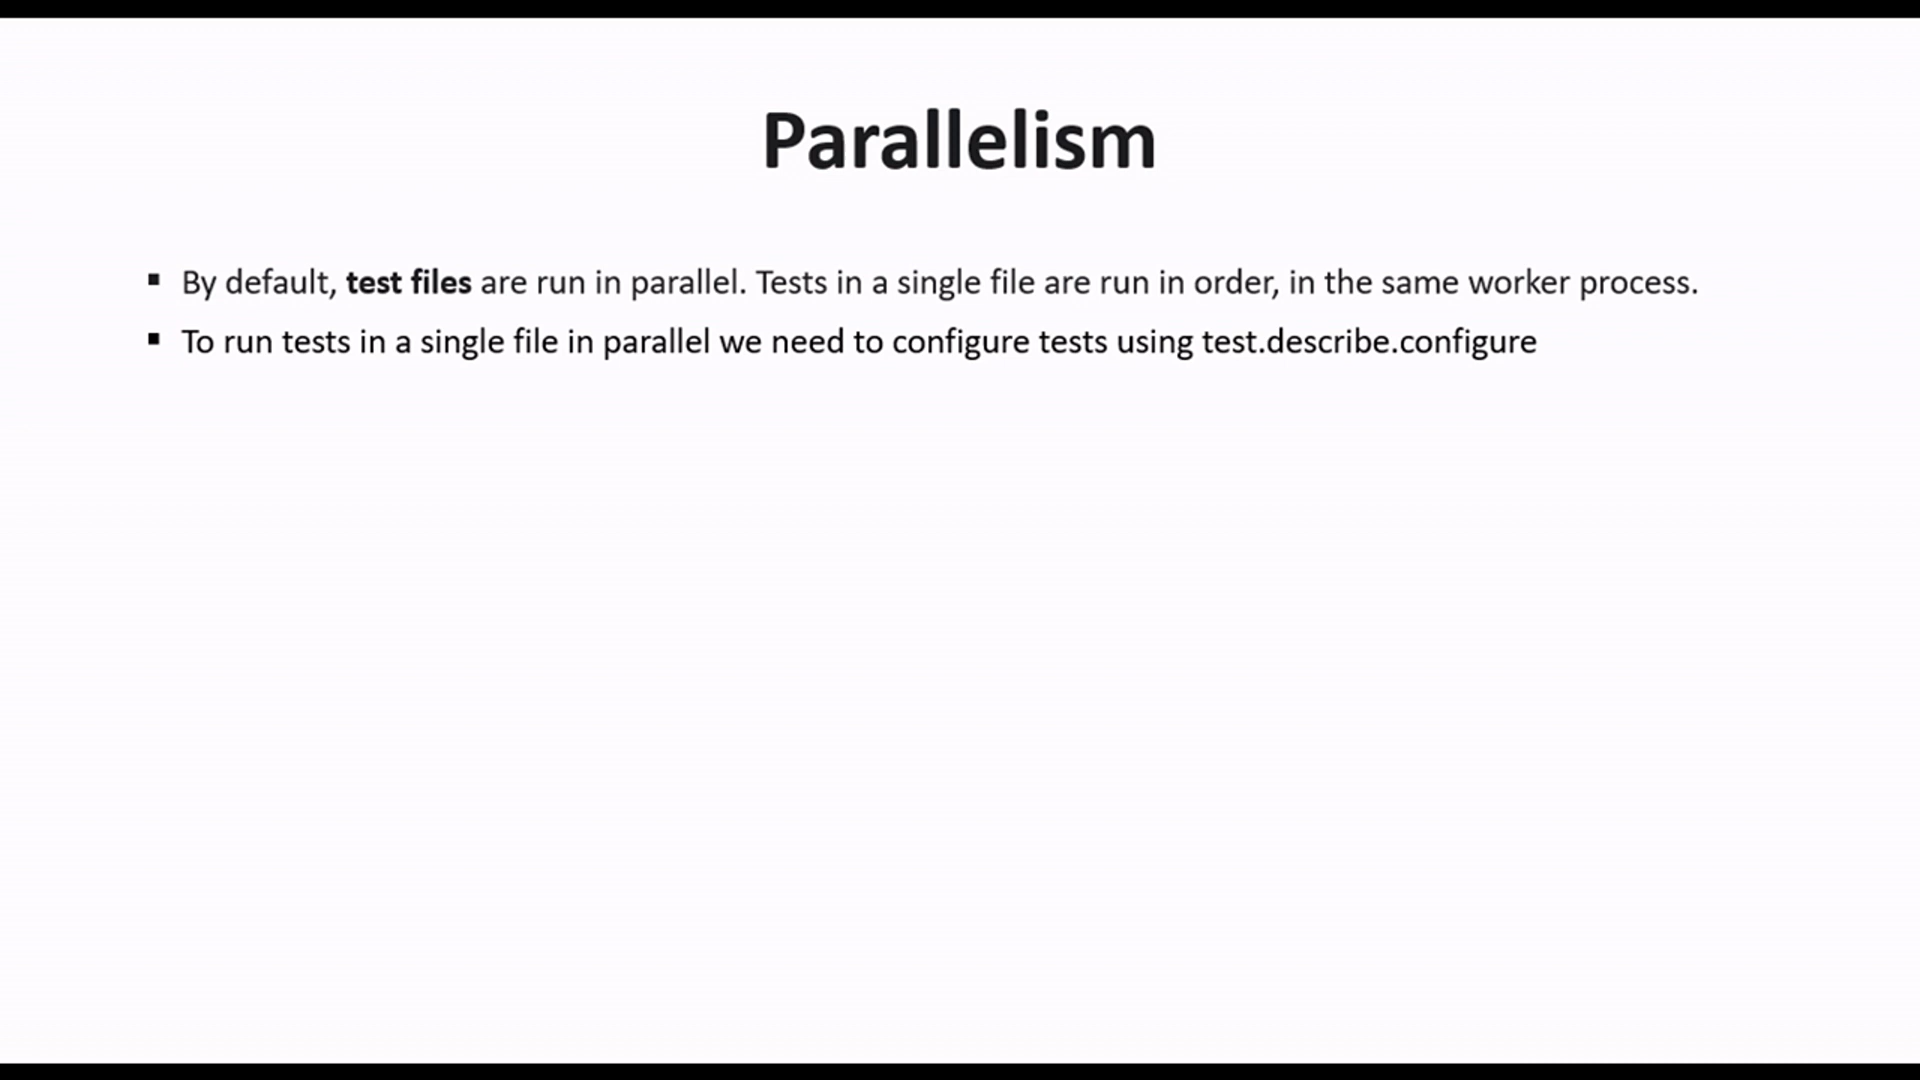 Parallelism
▪ By default, test files are run in parallel. Tests in a single file are run in order, in the same worker process.
▪ To run tests in a single file in parallel we need to configure tests using test.describe.configure